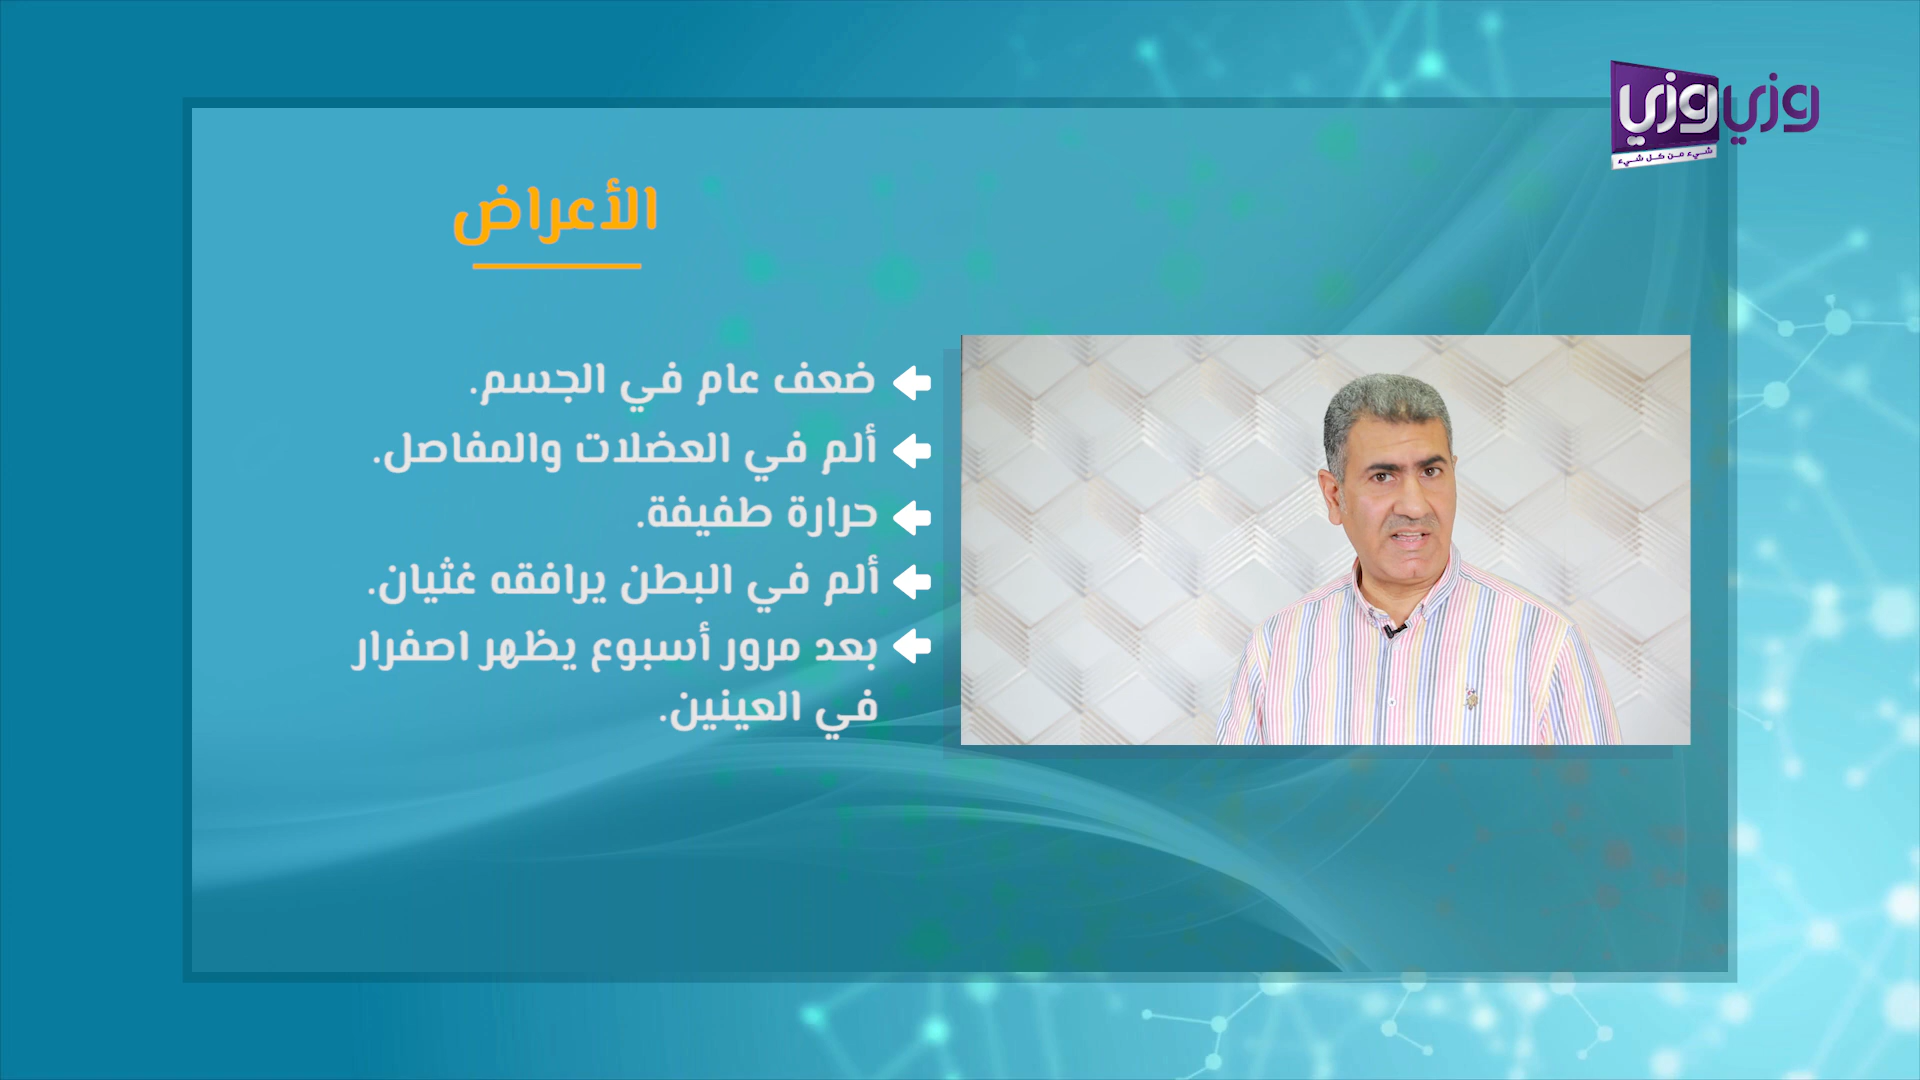 وزي وزي
شيء من كل شيء
الأعراض
ضعف عام في الجسم.
ألم في العضلات والمفاصل.
حرارة طفيفة.
ألم في البطن يرافقه غثيان.
بعد مرور أسبوع يظهر اصفرار
في العينين.